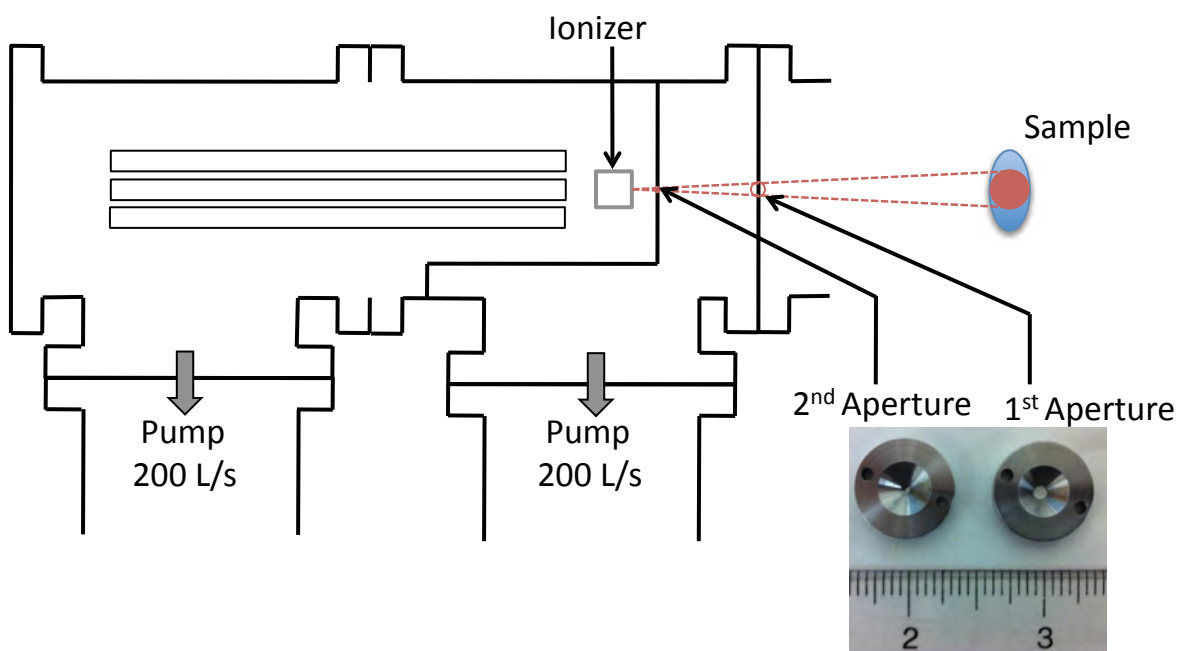 Ionizer
Sample
2nd Aperture
1st Aperture
Pump
200 L/s
Pump
200 L/s
2
3